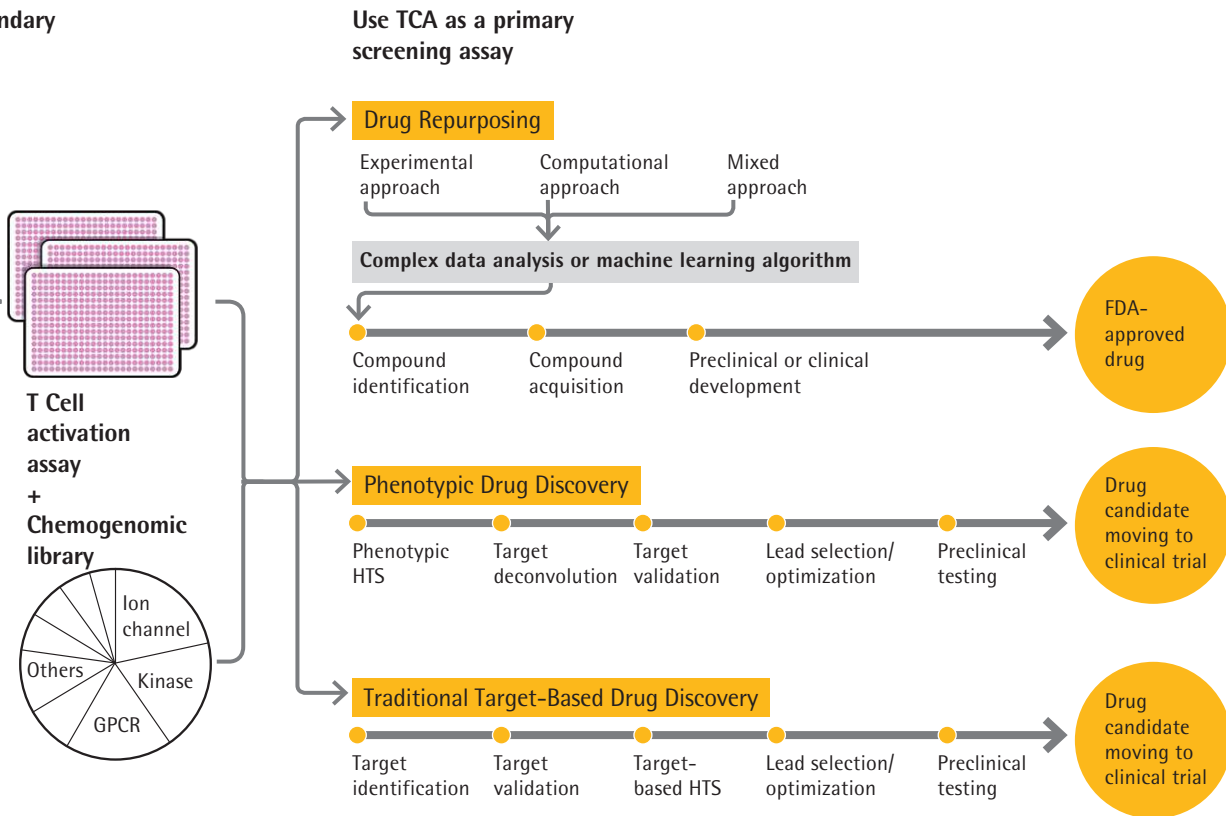 Use TCA as a primary
screening assay
Drug Repurposing
Experimental
approach
Computational
approach
Mixed
approach
Complex data analysis or machine learning algorithm
Compound
identification
Compound
acquisition
Preclinical or clinical
development
FDA-
approved
drug
T Cell
activation
assay
+
Chemogenomic
library
Ion
channel
Kinase
GPCR
Others
Phenotypic Drug Discovery
Phenotypic
HTS
Target
deconvolution
Target
validation
Lead selection/
optimization
Preclinical
testing
Drug
candidate
moving to
clinical trial
Traditional Target-Based Drug Discovery
Target
identification
Target
validation
Target-
based HTS
Lead selection/
optimization
Preclinical
testing
Drug
candidate
moving to
clinical trial